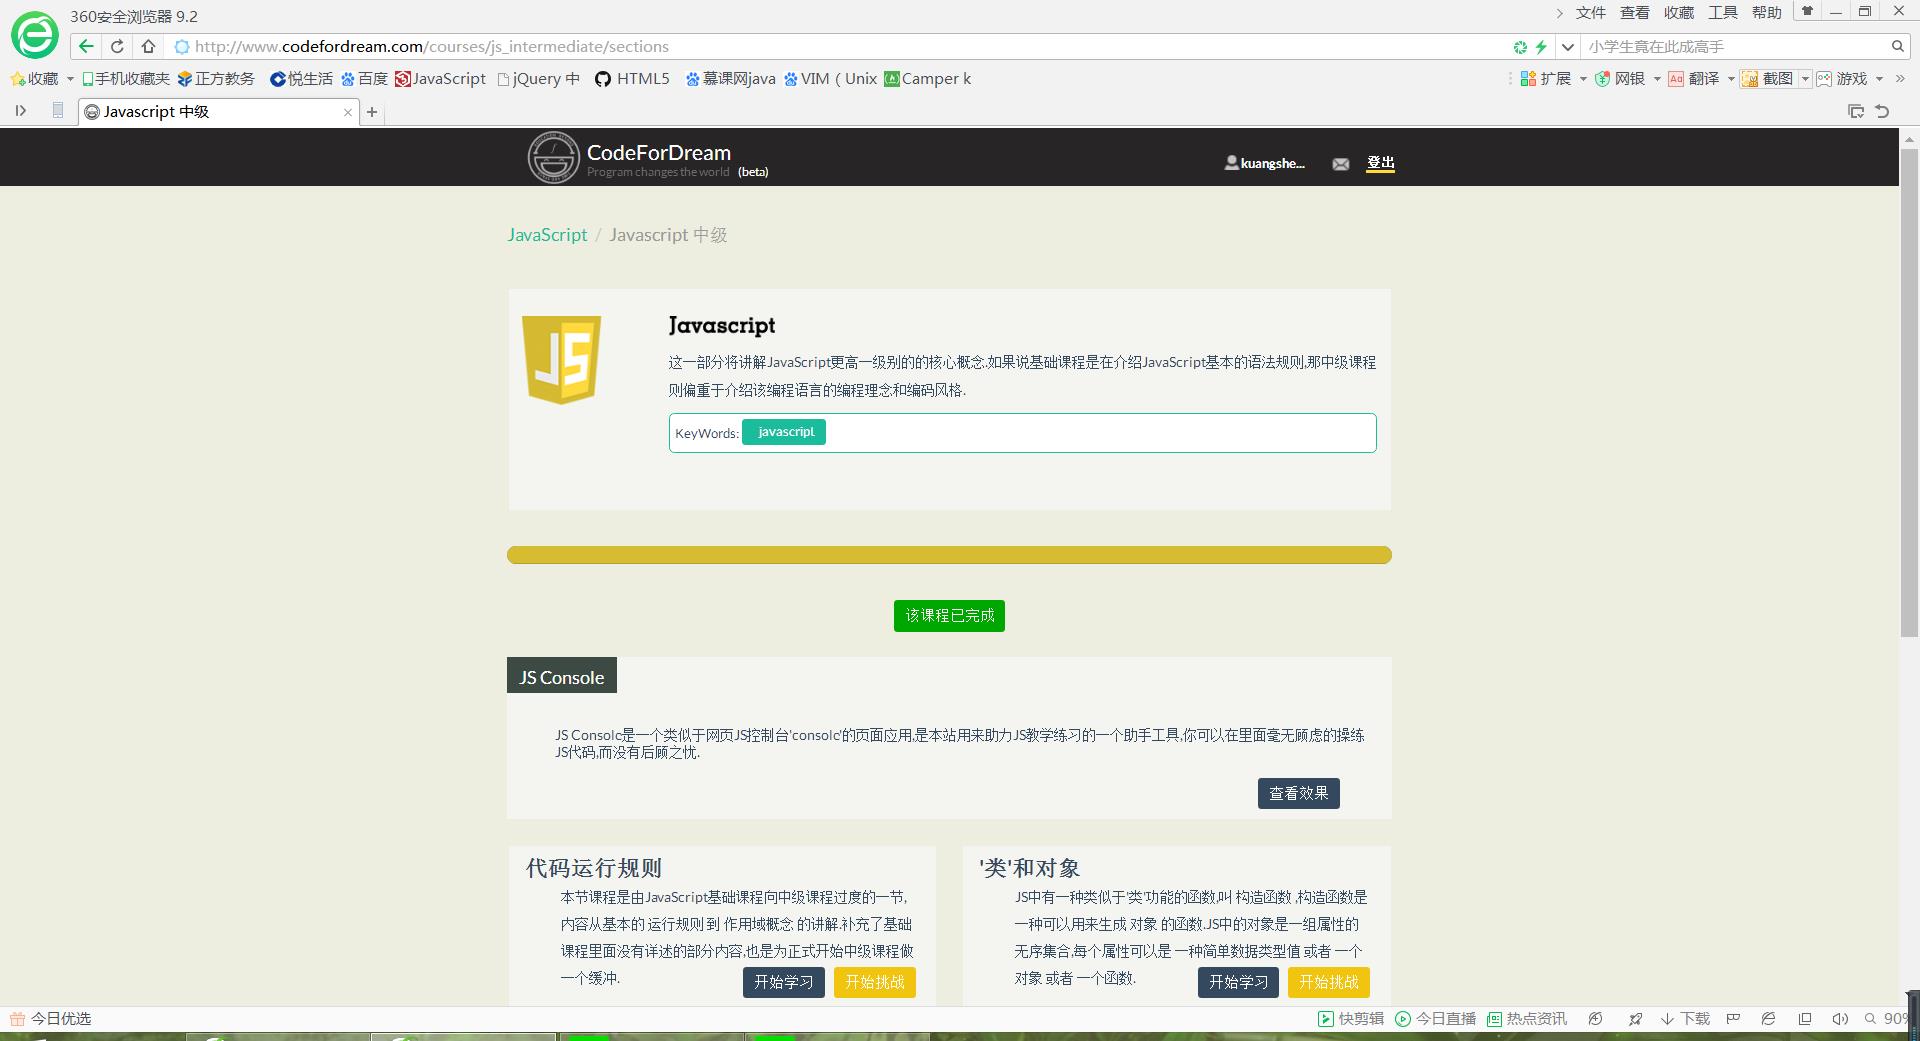 360安全浏览器 9.2
文件 查看 收藏 工具 帮助
http://www.codefordream.com/courses/js_intermediate/sections
小学生竟在此成高手
收藏 手机收藏夹 正方教务 悦生活 百度 JavaScript jQuery 中 HTML5 慕课网java VIM ( Unix Camper k
扩展 网银 翻译 截图 游戏 »
Javascript 中级
CodeForDream
Program changes the world (beta)
kuangshe...
登出
JavaScript / Javascript 中级
JS
Javascript
这一部分将讲解JavaScript更高一级别的的核心概念.如果说基础课程是在介绍JavaScript基本的语法规则,那中级课程
则偏重于介绍该编程语言的编程理念和编码风格.
KeyWords: javascript
该课程已完成
JS Console
JS Console是一个类似于网页JS控制台'console'的页面应用,是本站用来助力JS教学练习的一个助手工具,你可以在里面毫无顾虑的操练
JS代码,而没有后顾之忧.
查看效果
代码运行规则
本节课程是由JavaScript基础课程向中级课程过度的一节,
内容从基本的 运行规则 到 作用域概念 的讲解.补充了基础
课程里面没有详述的部分内容,也是为正式开始中级课程做
一个缓冲.
开始学习 开始挑战
'类'和对象
JS中有一种类似于'类'功能的函数,叫 构造函数 ,构造函数是
一种可以用来生成 对象 的函数.JS中的对象是一组属性的
无序集合,每个属性可以是 一种简单数据类型值 或者 一个
对象 或者 一个函数.
开始学习 开始挑战
今日优选
快剪辑 今日直播 热点资讯 下载 90%